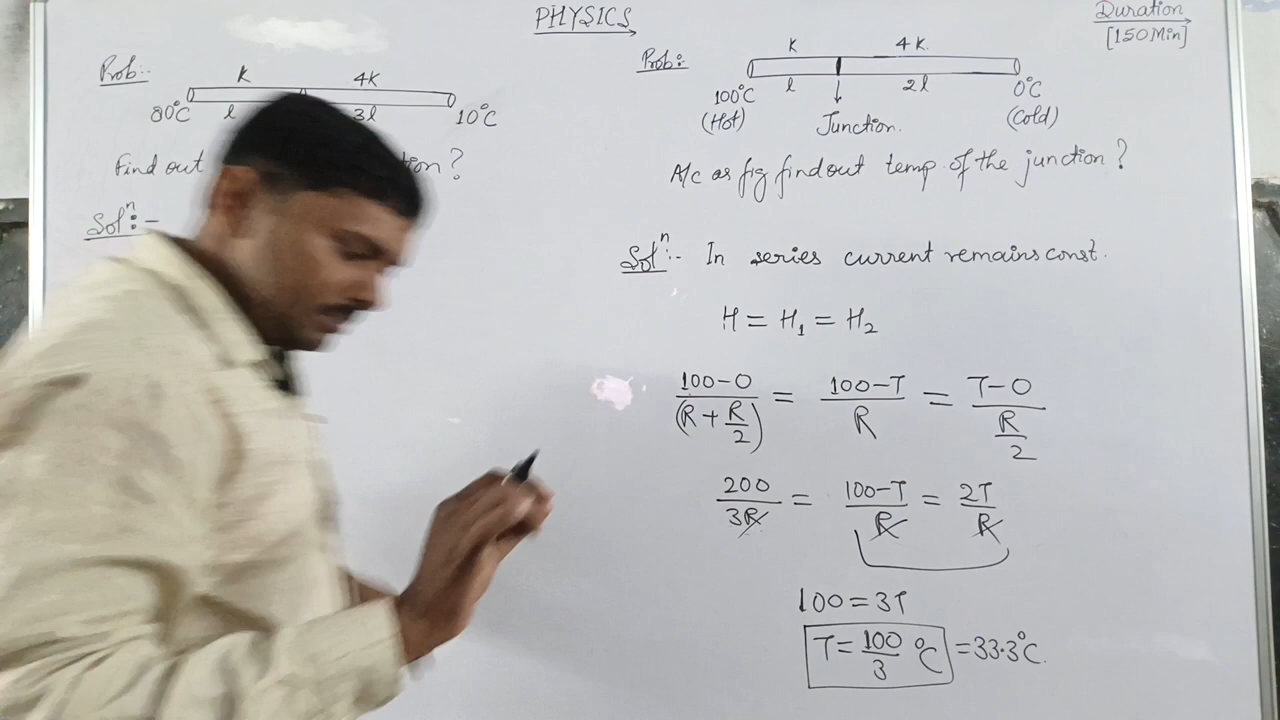 PHYSICS
Duration
[150 Min]
Prob:-
K 4K
80°C l 3l 10°C
Find out tion?
Solⁿ:-
Prob:
K 4K.
l 2l
100°C 0°C
(Hot) Junction. (Cold)
A/c as fig find out temp. of the junction?
Solⁿ:- In series current remains const.
H = H₁ = H₂
100-0/(R + R/2) = 100-T/R = T-0/(R/2)
200/3R = 100-T/R = 2T/R
100 = 3T
T = 100/3 °C = 33.3°C.